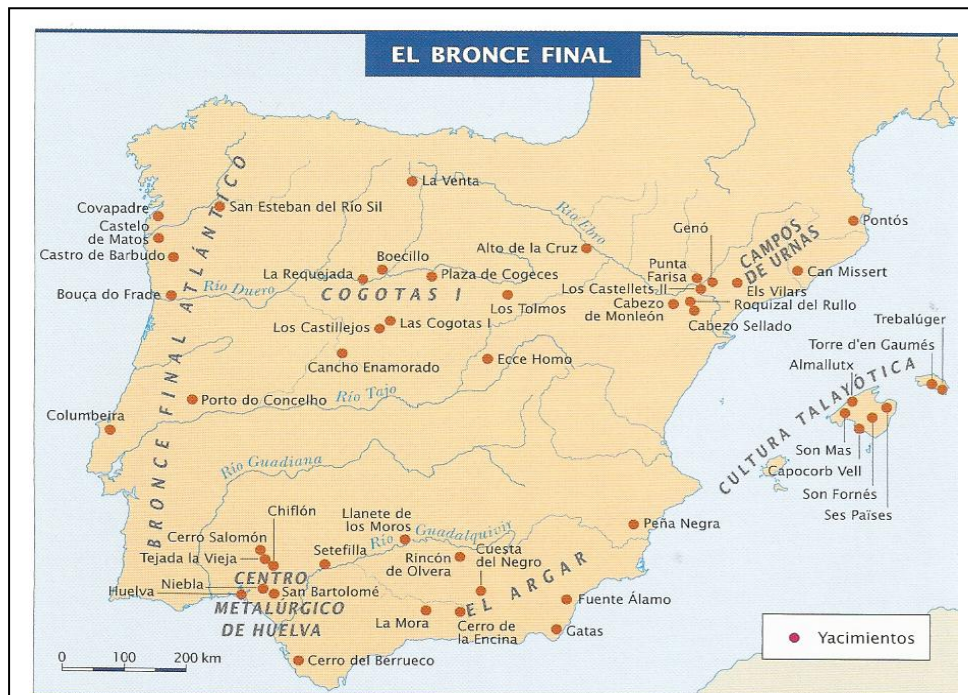 EL BRONCE FINAL
La Venta
Covapadre
San Esteban del Río Sil
Castelo
de Matos
Castro de Barbudo
Bouça do Frade
Río Duero
BRONCE FINAL ATLÁNTICO
La Requejada
Boecillo
Plaza de Cogeces
COGOTAS I
Alto de la Cruz
Río Ebro
Los Tolmos
Los Castillejos
Las Cogotas I
Cancho Enamorado
Ecce Homo
Genó
CAMPOS
DE URNAS
Pontós
Punta
Farisa
Los Castellets-II
Can Missert
Els Vilars
Cabezo
de Monleón
Roquizal del Rullo
Cabezo Sellado
Trebalúger
Torre d'en Gaumés
Almallutx
CULTURA TALAYÓTICA
Son Mas
Capocorb Vell
Son Fornés
Ses Països
Columbeira
Porto do Concelho
Río Tajo
Río Guadiana
Chiflón
Llanete de
los Moros
Río Guadalquivir
Cerro Salomón
Tejada la Vieja
Setefilla
Rincón
de Olvera
Cuesta
del Negro
Peña Negra
EL ARGAR
Niebla
CENTRO
METALÚRGICO
DE HUELVA
Huelva
San Bartolomé
La Mora
Cerro de
la Encina
Fuente Álamo
Gatas
Cerro del Berrueco
0 100 200 km
Yacimientos